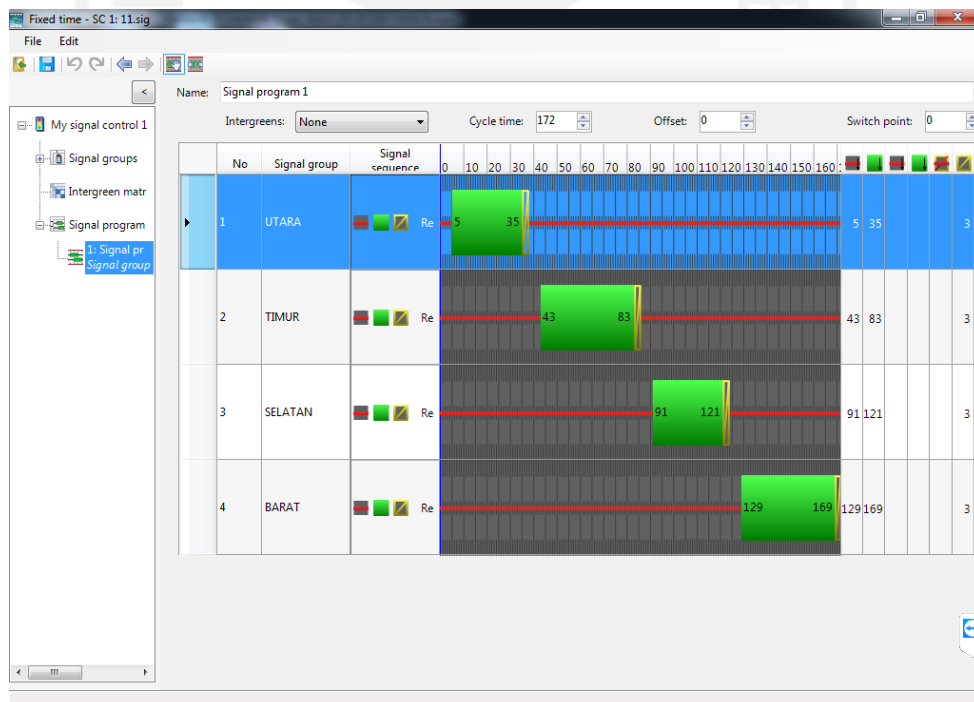 Fixed time - SC 1: 11.sig
File Edit
<
Name: Signal program 1
Intergreens: None Cycle time: 172 Offset: 0 Switch point: 0
My signal control 1
Signal groups
Intergreen matr
Signal program
1: Signal pr
Signal group
No Signal group Signal sequence 0 10 20 30 40 50 60 70 80 90 100 110 120 130 140 150 160
1 UTARA Re 5 35 5 35 3
2 TIMUR Re 43 83 43 83 3
3 SELATAN Re 91 121 91 121 3
4 BARAT Re 129 169 129 169 3